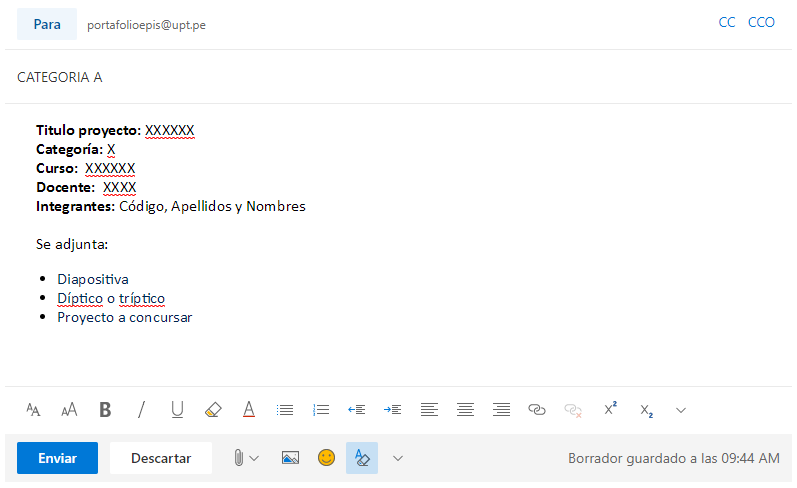 Para portafolioepis@upt.pe CC CCO
CATEGORIA A
Titulo proyecto: XXXXXX
Categoría: X
Curso: XXXXXX
Docente: XXXX
Integrantes: Código, Apellidos y Nombres
Se adjunta:
• Diapositiva
• Díptico o tríptico
• Proyecto a concursar
Enviar Descartar Borrador guardado a las 09:44 AM